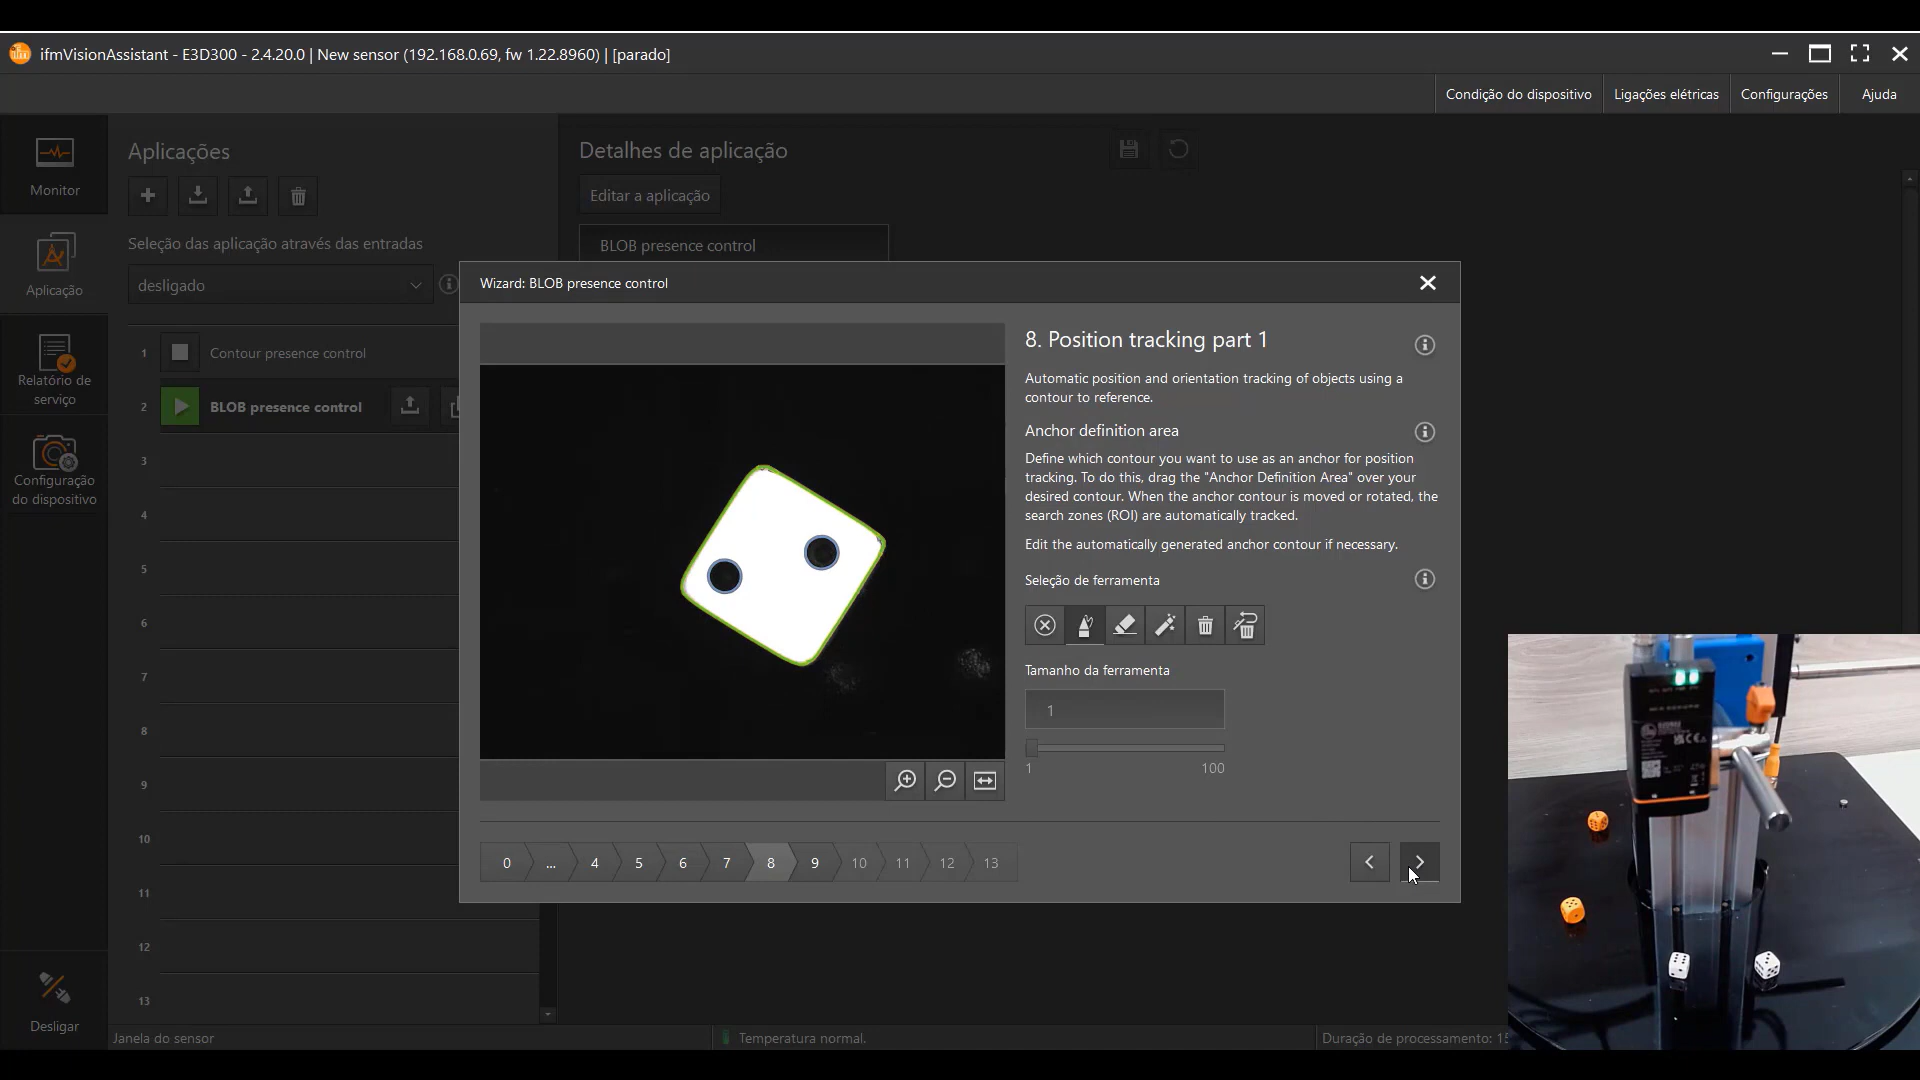 ifmVisionAssistant - E3D300 - 2.4.20.0 | New sensor (192.168.0.69, fw 1.22.8960) | [parado]
Condição do dispositivo
Ligações elétricas
Configurações
Ajuda
Monitor
Aplicação
Relatório de
serviço
Configuração
do dispositivo
Desligar
Aplicações
Seleção das aplicação através das entradas
desligado
1 Contour presence control
2 BLOB presence control
3
4
5
6
7
8
9
10
11
12
13
Detalhes de aplicação
Editar a aplicação
BLOB presence control
Wizard: BLOB presence control
8. Position tracking part 1
Automatic position and orientation tracking of objects using a
contour to reference.
Anchor definition area
Define which contour you want to use as an anchor for position
tracking. To do this, drag the "Anchor Definition Area" over your
desired contour. When the anchor contour is moved or rotated, the
search zones (ROI) are automatically tracked.
Edit the automatically generated anchor contour if necessary.
Seleção de ferramenta
Tamanho da ferramenta
1
1 100
0 ... 4 5 6 7 8 9 10 11 12 13
Janela do sensor
Temperatura normal.
Duração de processamento: